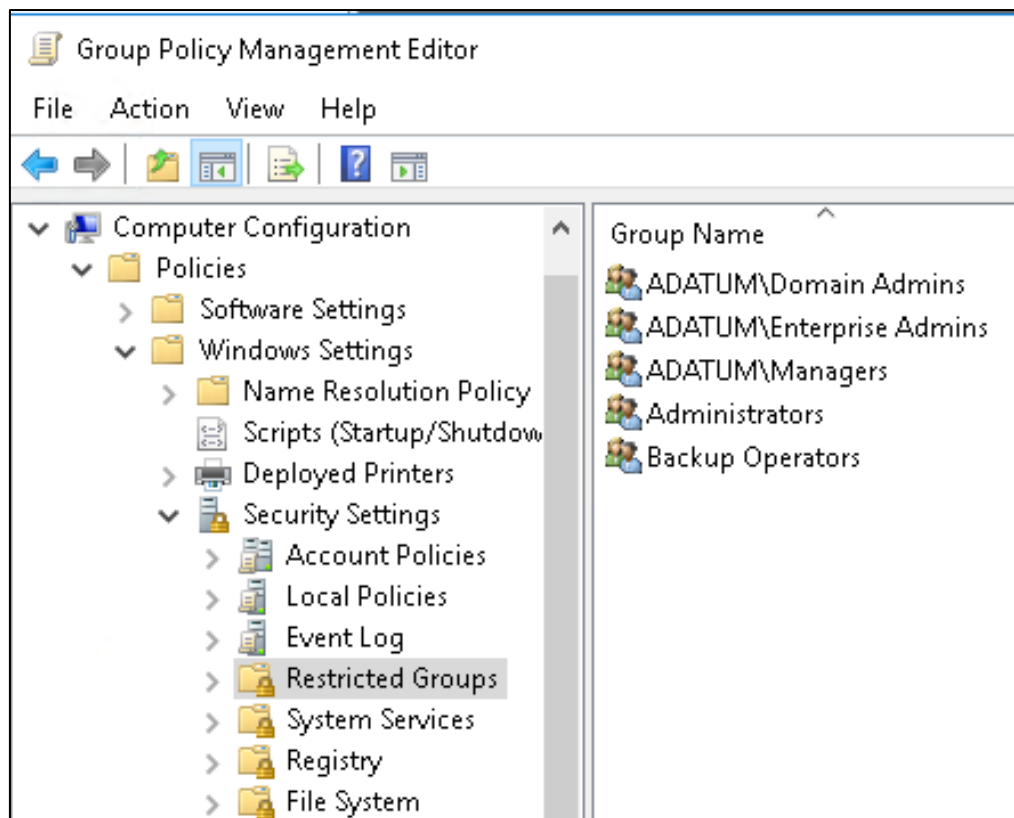 Group Policy Management Editor
File Action View Help
Computer Configuration
Policies
Software Settings
Windows Settings
Name Resolution Policy
Scripts (Startup/Shutdow
Deployed Printers
Security Settings
Account Policies
Local Policies
Event Log
Restricted Groups
System Services
Registry
File System
Group Name
ADATUM\Domain Admins
ADATUM\Enterprise Admins
ADATUM\Managers
Administrators
Backup Operators